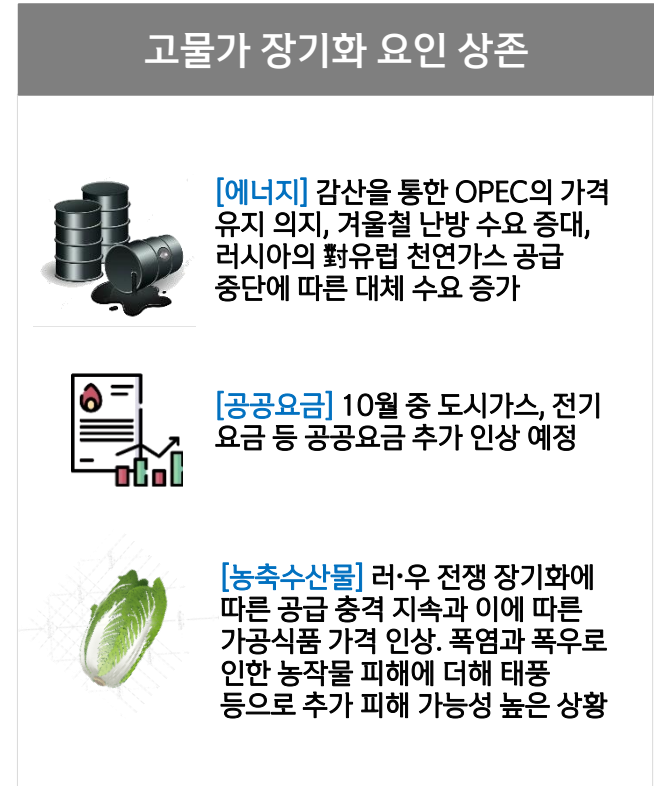 고물가 장기화 요인 상존
[에너지] 감산을 통한 OPEC의 가격
유지 의지, 겨울철 난방 수요 증대,
러시아의 對유럽 천연가스 공급
중단에 따른 대체 수요 증가
[공공요금] 10월 중 도시가스, 전기
요금 등 공공요금 추가 인상 예정
[농축수산물] 러·우 전쟁 장기화에
따른 공급 충격 지속과 이에 따른
가공식품 가격 인상. 폭염과 폭우로
인한 농작물 피해에 더해 태풍
등으로 추가 피해 가능성 높은 상황